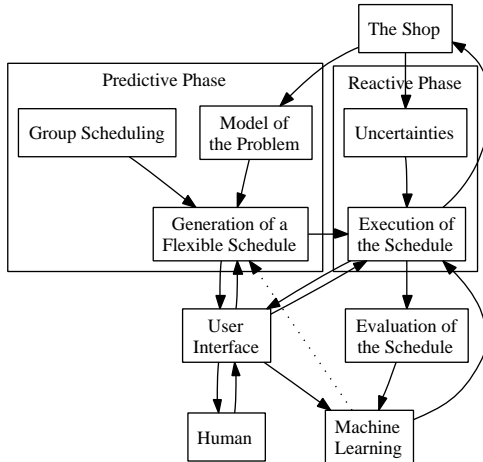 The Shop
Predictive Phase
Reactive Phase
Group Scheduling
Model of
the Problem
Uncertainties
Generation of a
Flexible Schedule
Execution of
the Schedule
User
Interface
Evaluation of
the Schedule
Human
Machine
Learning